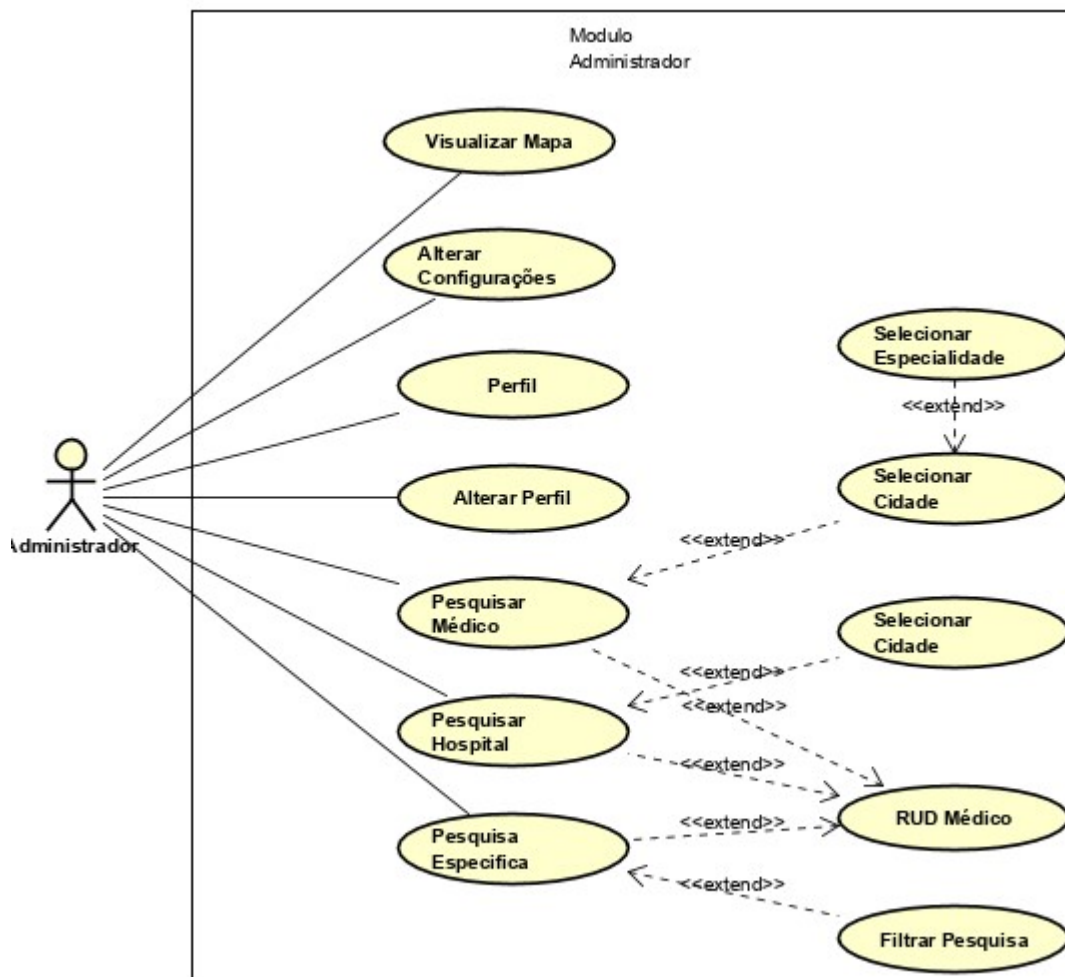 Modulo
Administrador
Visualizar Mapa
Alterar
Configurações
Selecionar
Especialidade
Perfil
<<extend>>
Selecionar
Cidade
Alterar Perfil
Administrador
<<extend>>
Pesquisar
Médico
Selecionar
Cidade
<<extend>>
<<extend>>
Pesquisar
Hospital
<<extend>>
RUD Médico
<<extend>>
Pesquisa
Especifica
<<extend>>
Filtrar Pesquisa